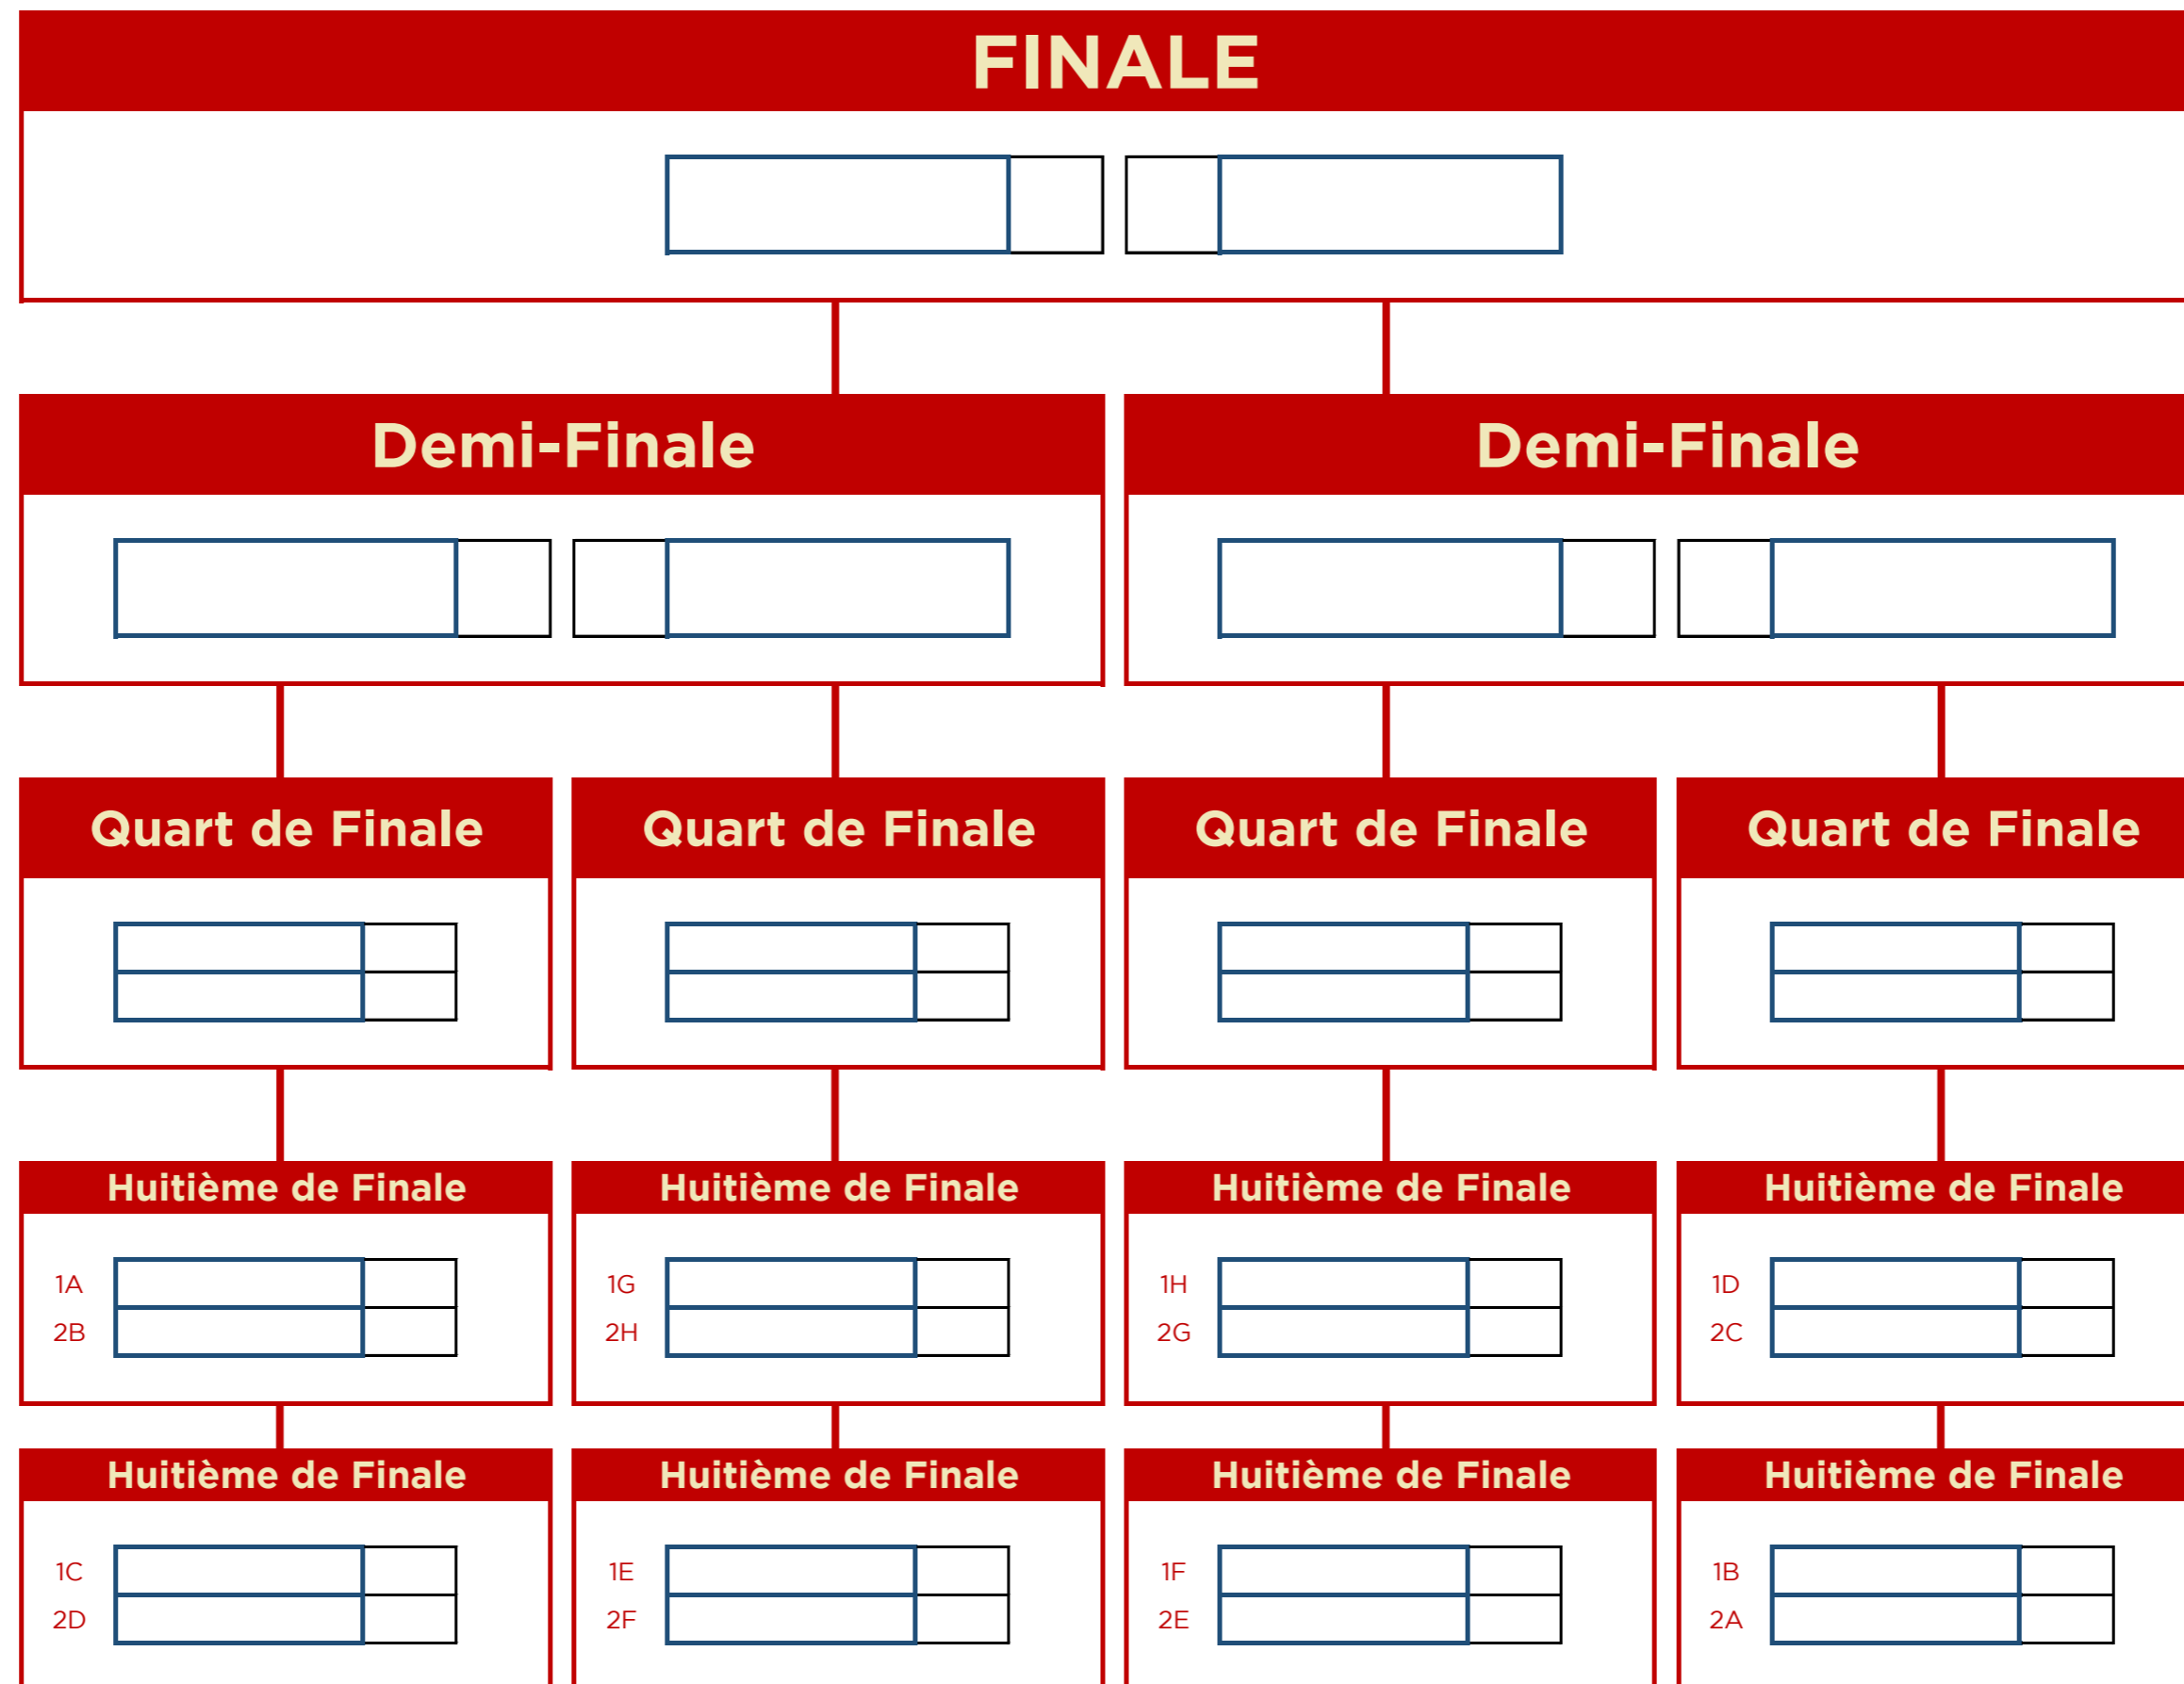 FINALE
Demi-Finale
Demi-Finale
Quart de Finale
Quart de Finale
Quart de Finale
Quart de Finale
Huitième de Finale
Huitième de Finale
Huitième de Finale
Huitième de Finale
1A
1G
1H
1D
2B
2H
2G
2C
Huitième de Finale
Huitième de Finale
Huitième de Finale
Huitième de Finale
1C
1E
1F
1B
2D
2F
2E
2A